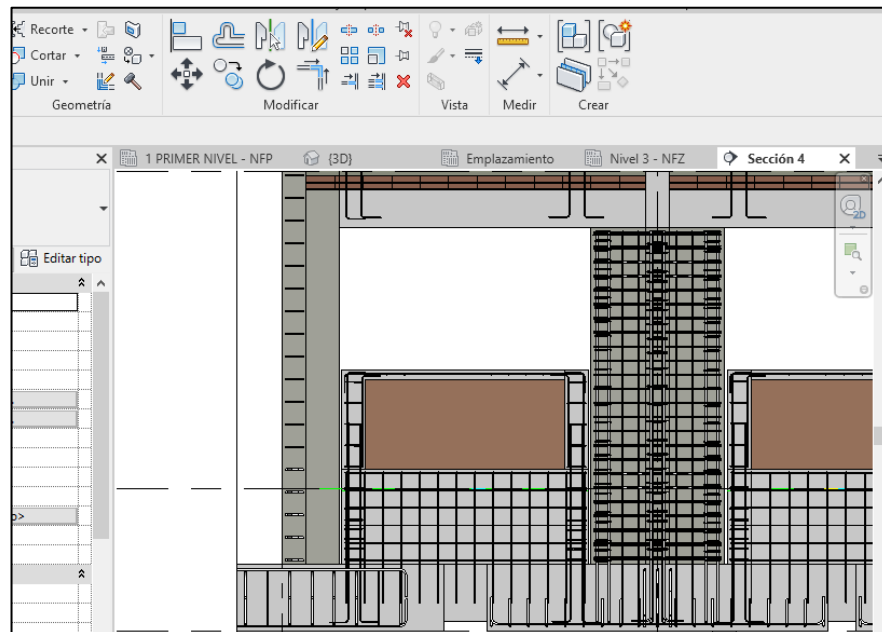 Recorte
Cortar
Unir
Geometría
Modificar
Vista
Medir
Crear
1 PRIMER NIVEL - NFP
{3D}
Emplazamiento
Nivel 3 - NFZ
Sección 4
Editar tipo
2D